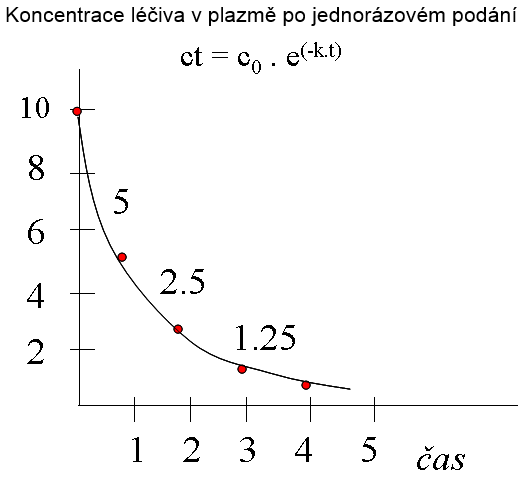 Koncentrace léčiva v plazmě po jednorázovém podání
ct = c₀ . e⁽⁻ᵏ·ᵗ⁾
10
8
5
6
2.5
4
1.25
2
1 2 3 4 5 čas